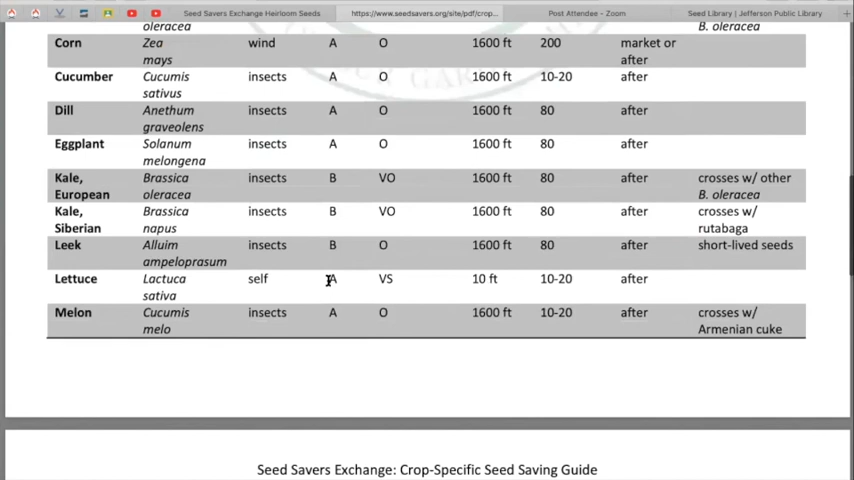 Seed Savers Exchange Heirloom Seeds https://www.seedsavers.org/site/pdf/crop... Post Attendee - Zoom Seed Library | Jefferson Public Library
oleracea B. oleracea
Corn Zea wind A O 1600 ft 200 market or
mays after
Cucumber Cucumis insects A O 1600 ft 10-20 after
sativus
Dill Anethum insects A O 1600 ft 80 after
graveolens
Eggplant Solanum insects A O 1600 ft 80 after
melongena
Kale, Brassica insects B VO 1600 ft 80 after crosses w/ other
European oleracea B. oleracea
Kale, Brassica insects B VO 1600 ft 80 after crosses w/
Siberian napus rutabaga
Leek Alluim insects B O 1600 ft 80 after short-lived seeds
ampeloprasum
Lettuce Lactuca self A VS 10 ft 10-20 after
sativa
Melon Cucumis insects A O 1600 ft 10-20 after crosses w/
melo Armenian cuke
Seed Savers Exchange: Crop-Specific Seed Saving Guide